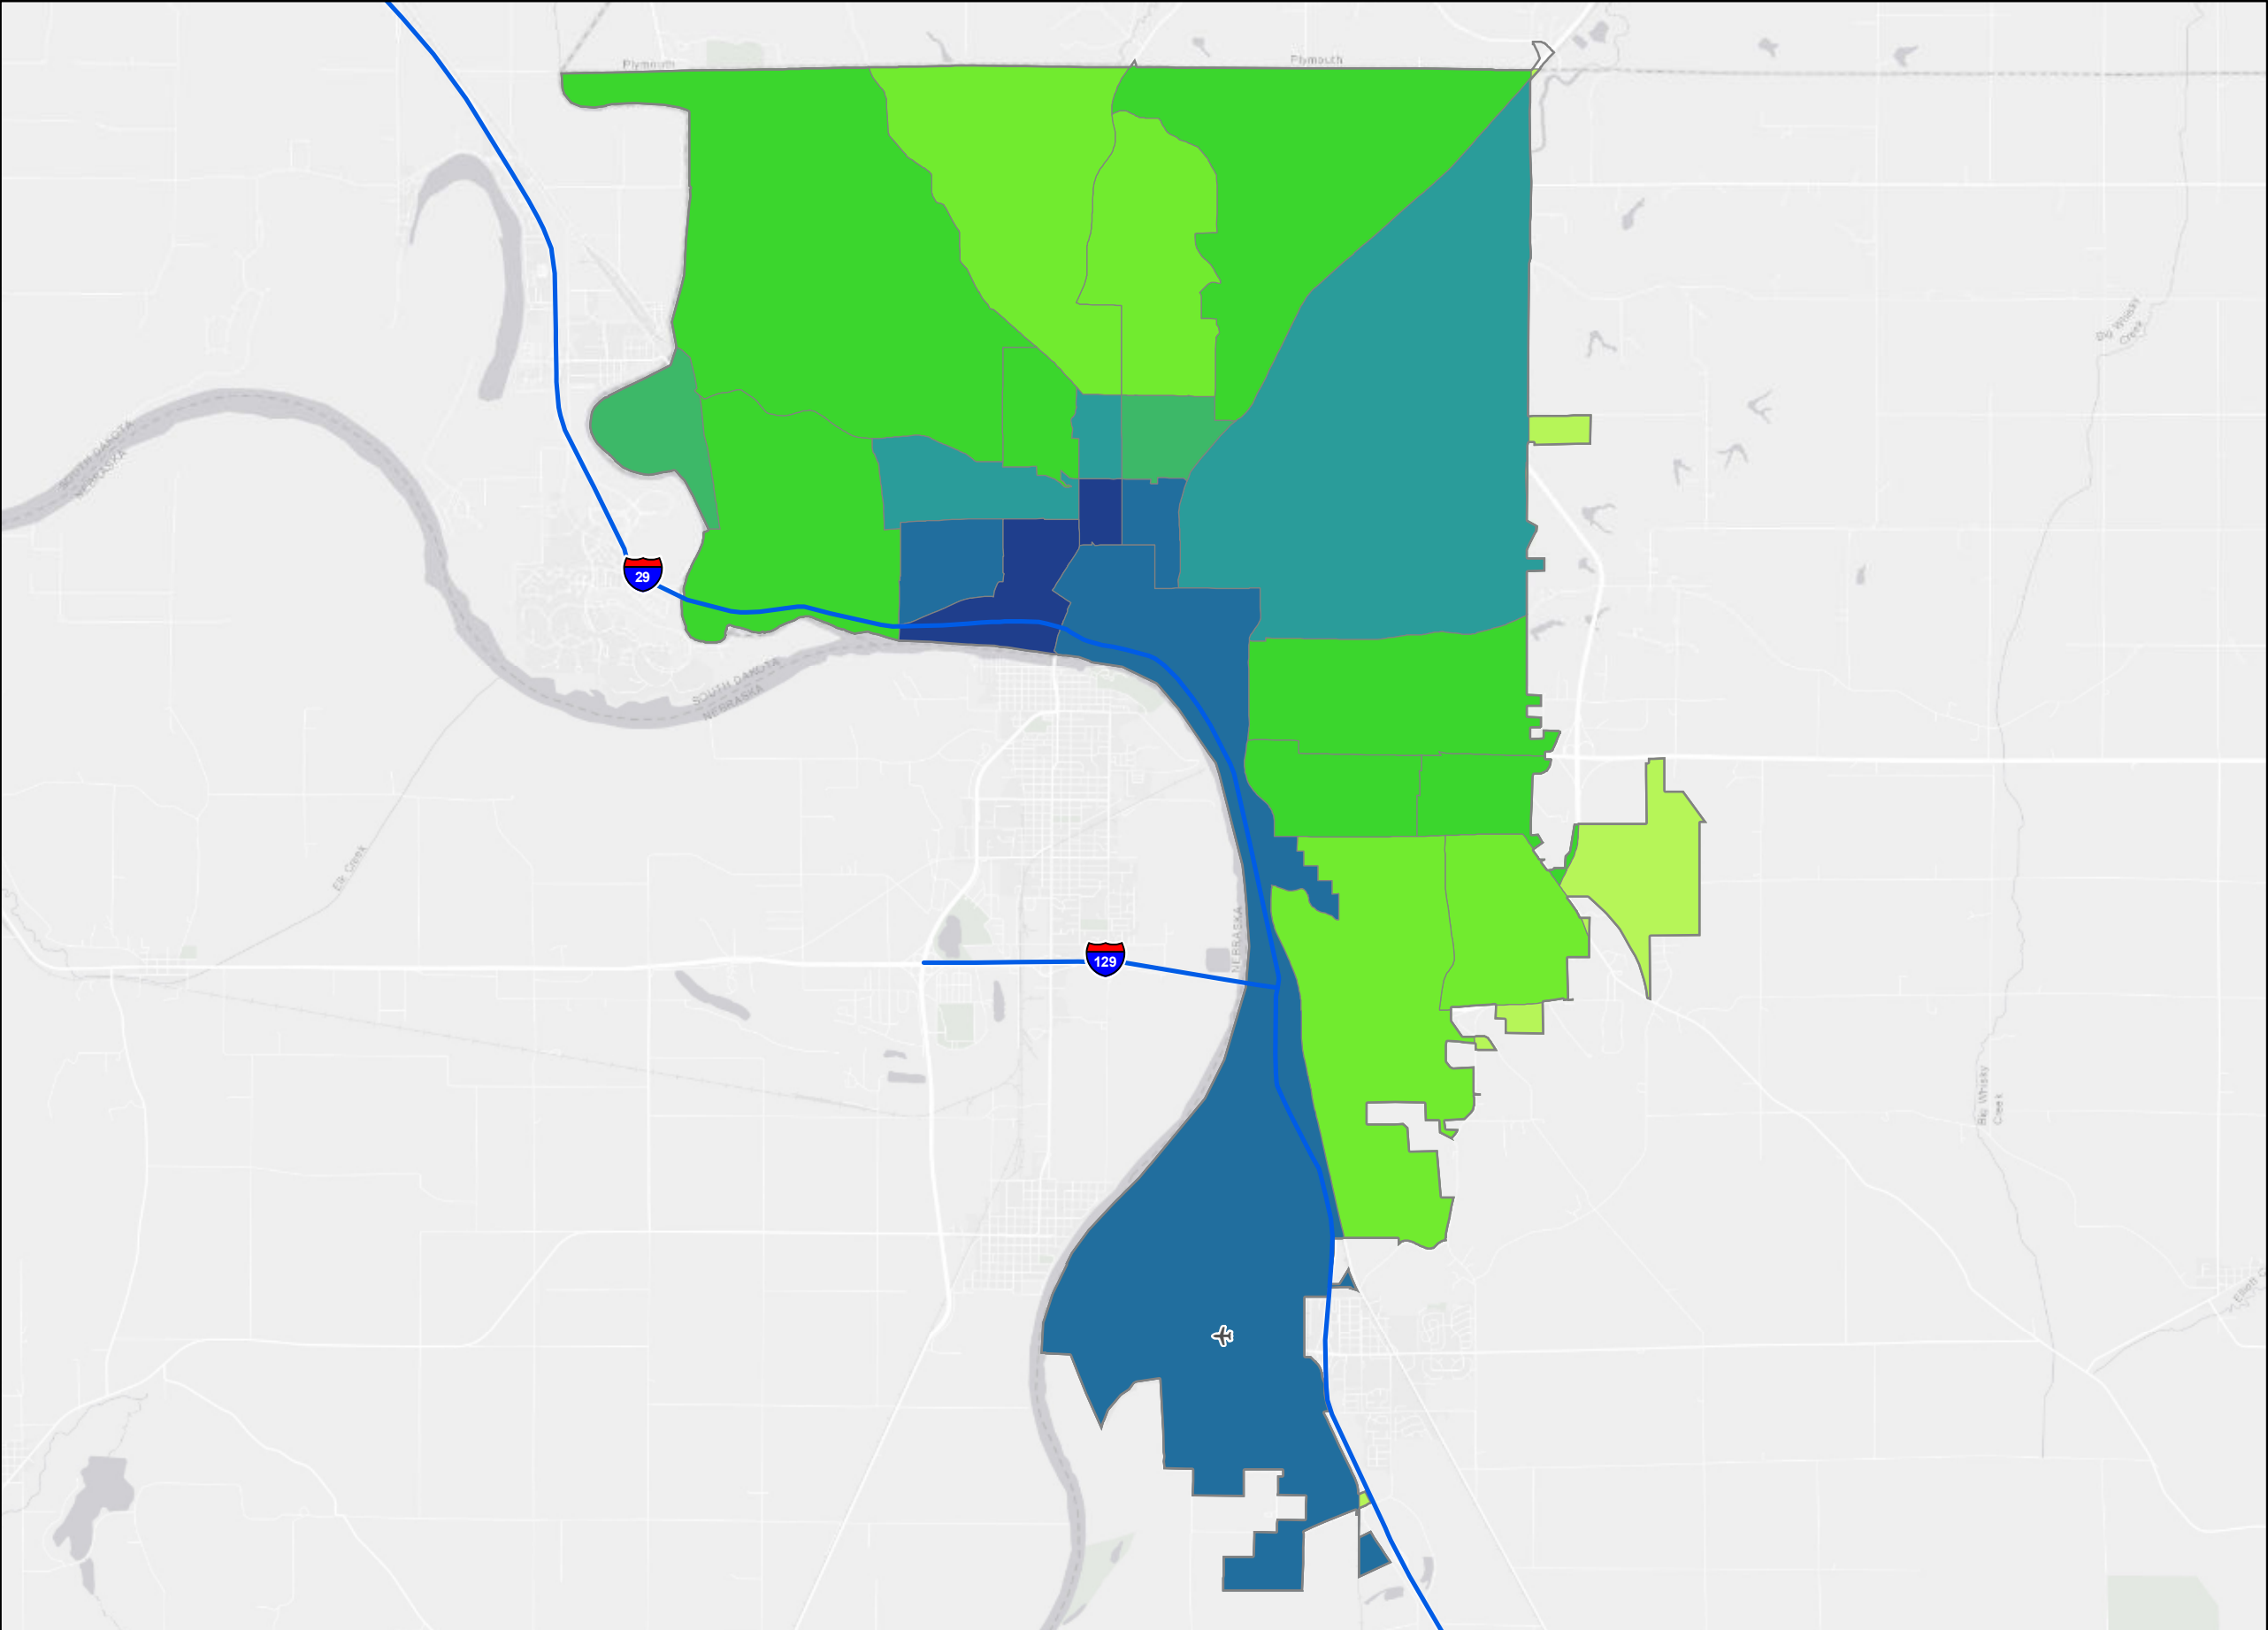 Plymouth
Plymouth
Big Whisky
Creek
SOUTH DAKOTA
NEBRASKA
29
SOUTH DAKOTA
NEBRASKA
Elk Creek
NEBRASKA
129
Big Whisky
Creek
Elliott C